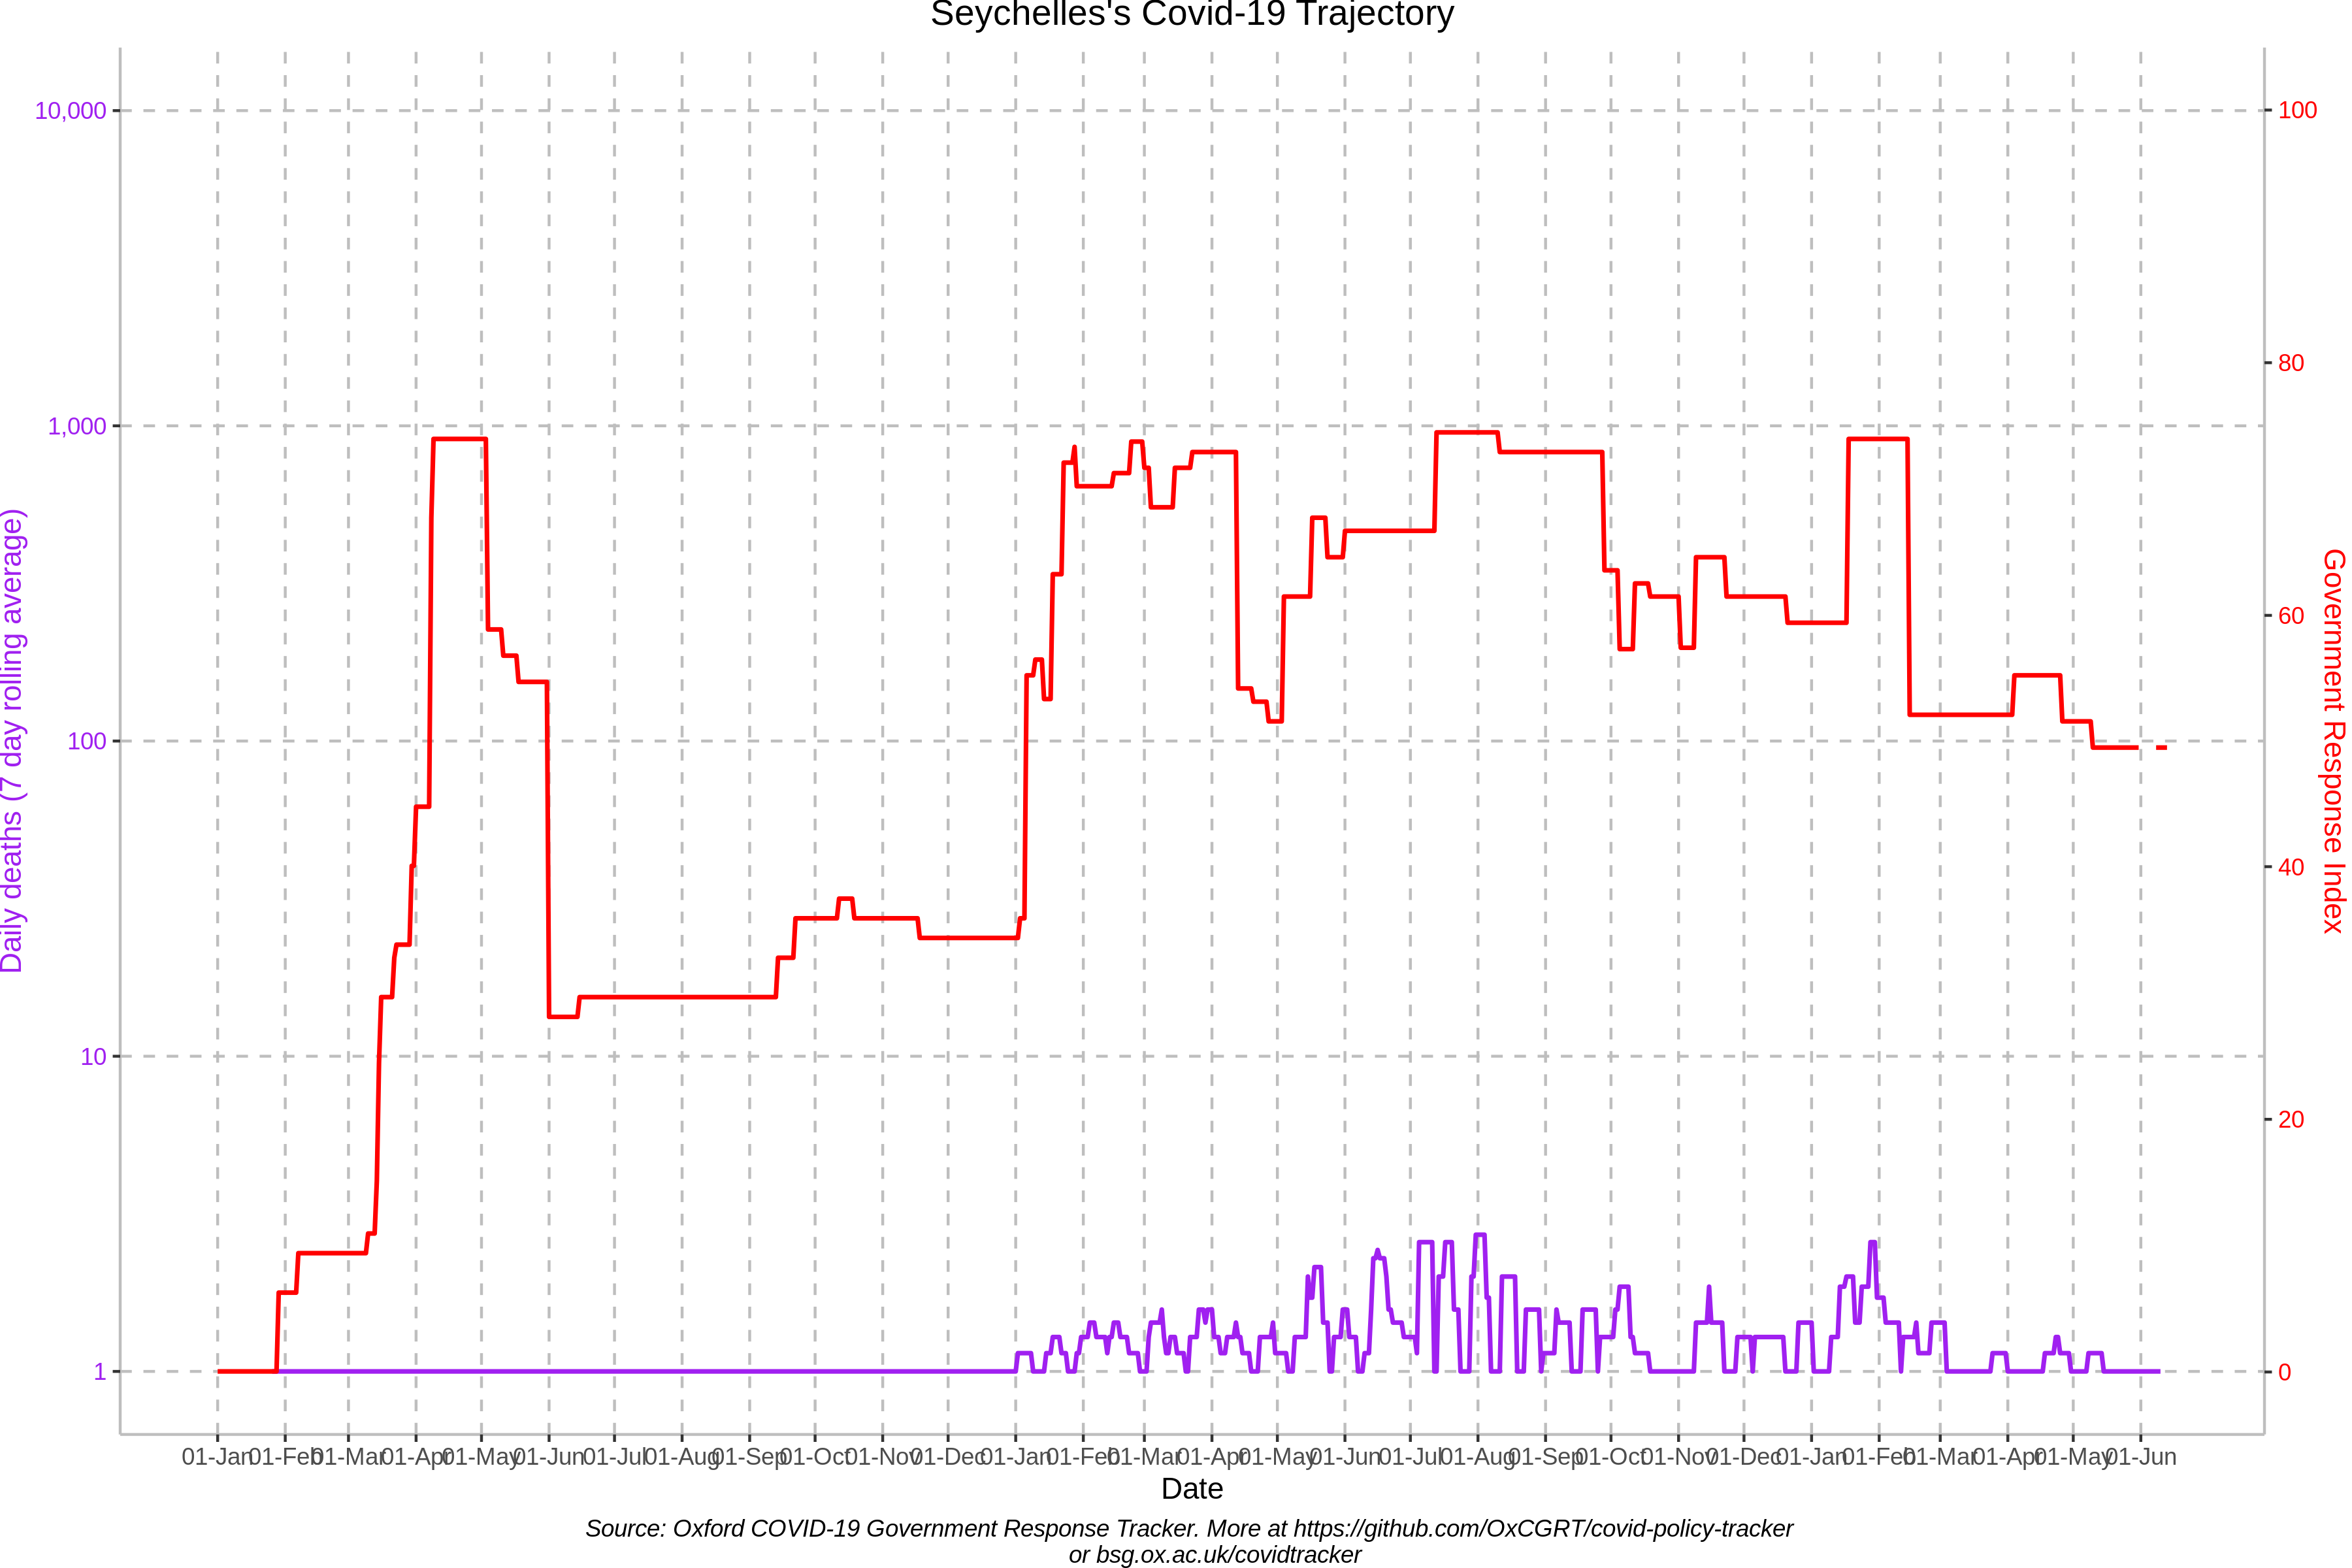 Seychelles's Covid-19 Trajectory
10,000
1,000
100
10
1
Daily deaths (7 day rolling average)
100
80
60
40
20
0
Government Response Index
01-Jan 01-Feb 01-Mar 01-Apr 01-May 01-Jun 01-Jul 01-Aug 01-Sep 01-Oct 01-Nov 01-Dec 01-Jan 01-Feb 01-Mar 01-Apr 01-May 01-Jun 01-Jul 01-Aug 01-Sep 01-Oct 01-Nov 01-Dec 01-Jan 01-Feb 01-Mar 01-Apr 01-May 01-Jun
Date
Source: Oxford COVID-19 Government Response Tracker. More at https://github.com/OxCGRT/covid-policy-tracker
or bsg.ox.ac.uk/covidtracker